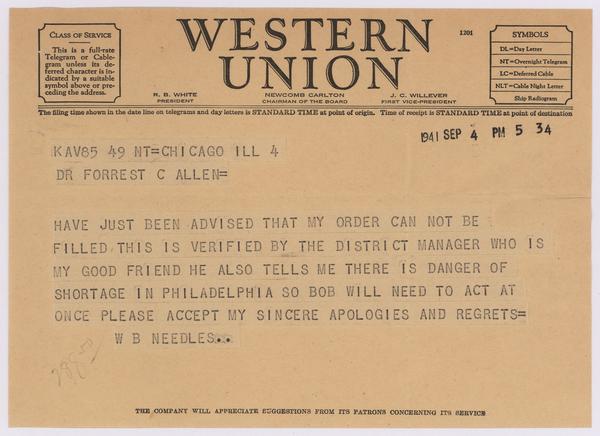 CLASS OF SERVICE
This is a full-rate
Telegram or Cable-
gram unless its de-
ferred character is in-
dicated by a suitable
symbol above or pre-
ceding the address.
WESTERN
UNION
1201
R. B. WHITE
PRESIDENT
NEWCOMB CARLTON
CHAIRMAN OF THE BOARD
J. C. WILLEVER
FIRST VICE-PRESIDENT
SYMBOLS
DL=Day Letter
NT=Overnight Telegram
LC=Deferred Cable
NLT=Cable Night Letter
Ship Radiogram
The filing time shown in the date line on telegrams and day letters is STANDARD TIME at point of origin. Time of receipt is STANDARD TIME at point of destination
1941 SEP 4 PM 5 34
KAV85 49 NT=CHICAGO ILL 4
DR FORREST C ALLEN=
HAVE JUST BEEN ADVISED THAT MY ORDER CAN NOT BE
FILLED THIS IS VERIFIED BY THE DISTRICT MANAGER WHO IS
MY GOOD FRIEND HE ALSO TELLS ME THERE IS DANGER OF
SHORTAGE IN PHILADELPHIA SO BOB WILL NEED TO ACT AT
ONCE PLEASE ACCEPT MY SINCERE APOLOGIES AND REGRETS=
W B NEEDLES..
THE COMPANY WILL APPRECIATE SUGGESTIONS FROM ITS PATRONS CONCERNING ITS SERVICE